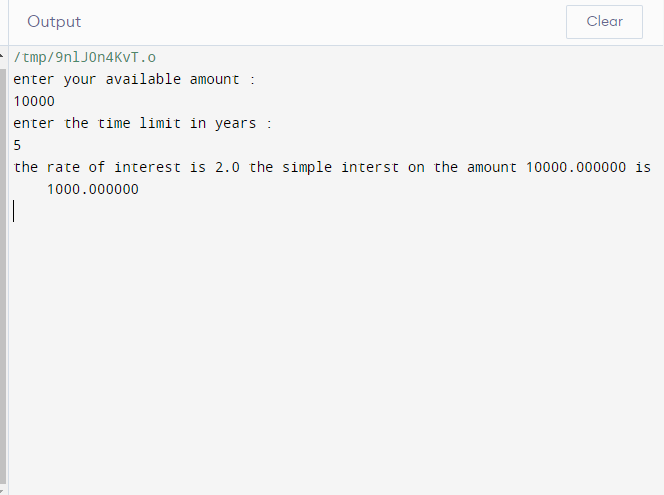 Output
Clear
/tmp/9nlJ0n4KvT.o
enter your available amount :
10000
enter the time limit in years :
5
the rate of interest is 2.0 the simple interst on the amount 10000.000000 is
1000.000000